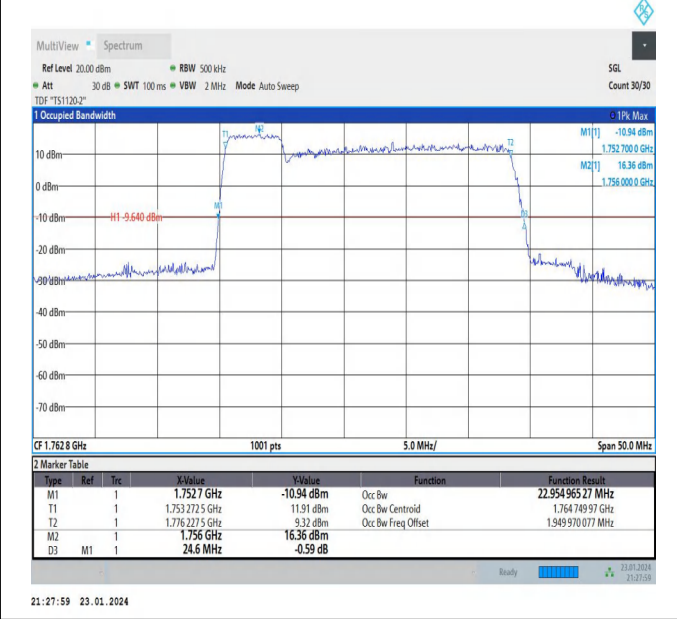 R S
MultiView Spectrum
Ref Level 20.00 dBm RBW 500 kHz SGL
Att 30 dB SWT 100 ms VBW 2 MHz Mode Auto Sweep Count 30/30
TDF "TS1120-2"
1 Occupied Bandwidth 1Pk Max
M1[1] -10.94 dBm
1.752 700 0 GHz
M2[1] 16.36 dBm
1.756 000 0 GHz
T1 M2 T2
10 dBm
0 dBm
M1 D3
-10 dBm H1 -9.640 dBm
-20 dBm
-30 dBm
-40 dBm
-50 dBm
-60 dBm
-70 dBm
CF 1.762 8 GHz 1001 pts 5.0 MHz/ Span 50.0 MHz
2 Marker Table
Type Ref Trc X-Value Y-Value Function Function Result
M1 1 1.752 7 GHz -10.94 dBm Occ Bw 22.954 965 27 MHz
T1 1 1.753 272 5 GHz 11.91 dBm Occ Bw Centroid 1.764 749 97 GHz
T2 1 1.776 227 5 GHz 9.32 dBm Occ Bw Freq Offset 1.949 970 077 MHz
M2 1 1.756 GHz 16.36 dBm
D3 M1 1 24.6 MHz -0.59 dB
Ready 23.01.2024
21:27:59
21:27:59 23.01.2024